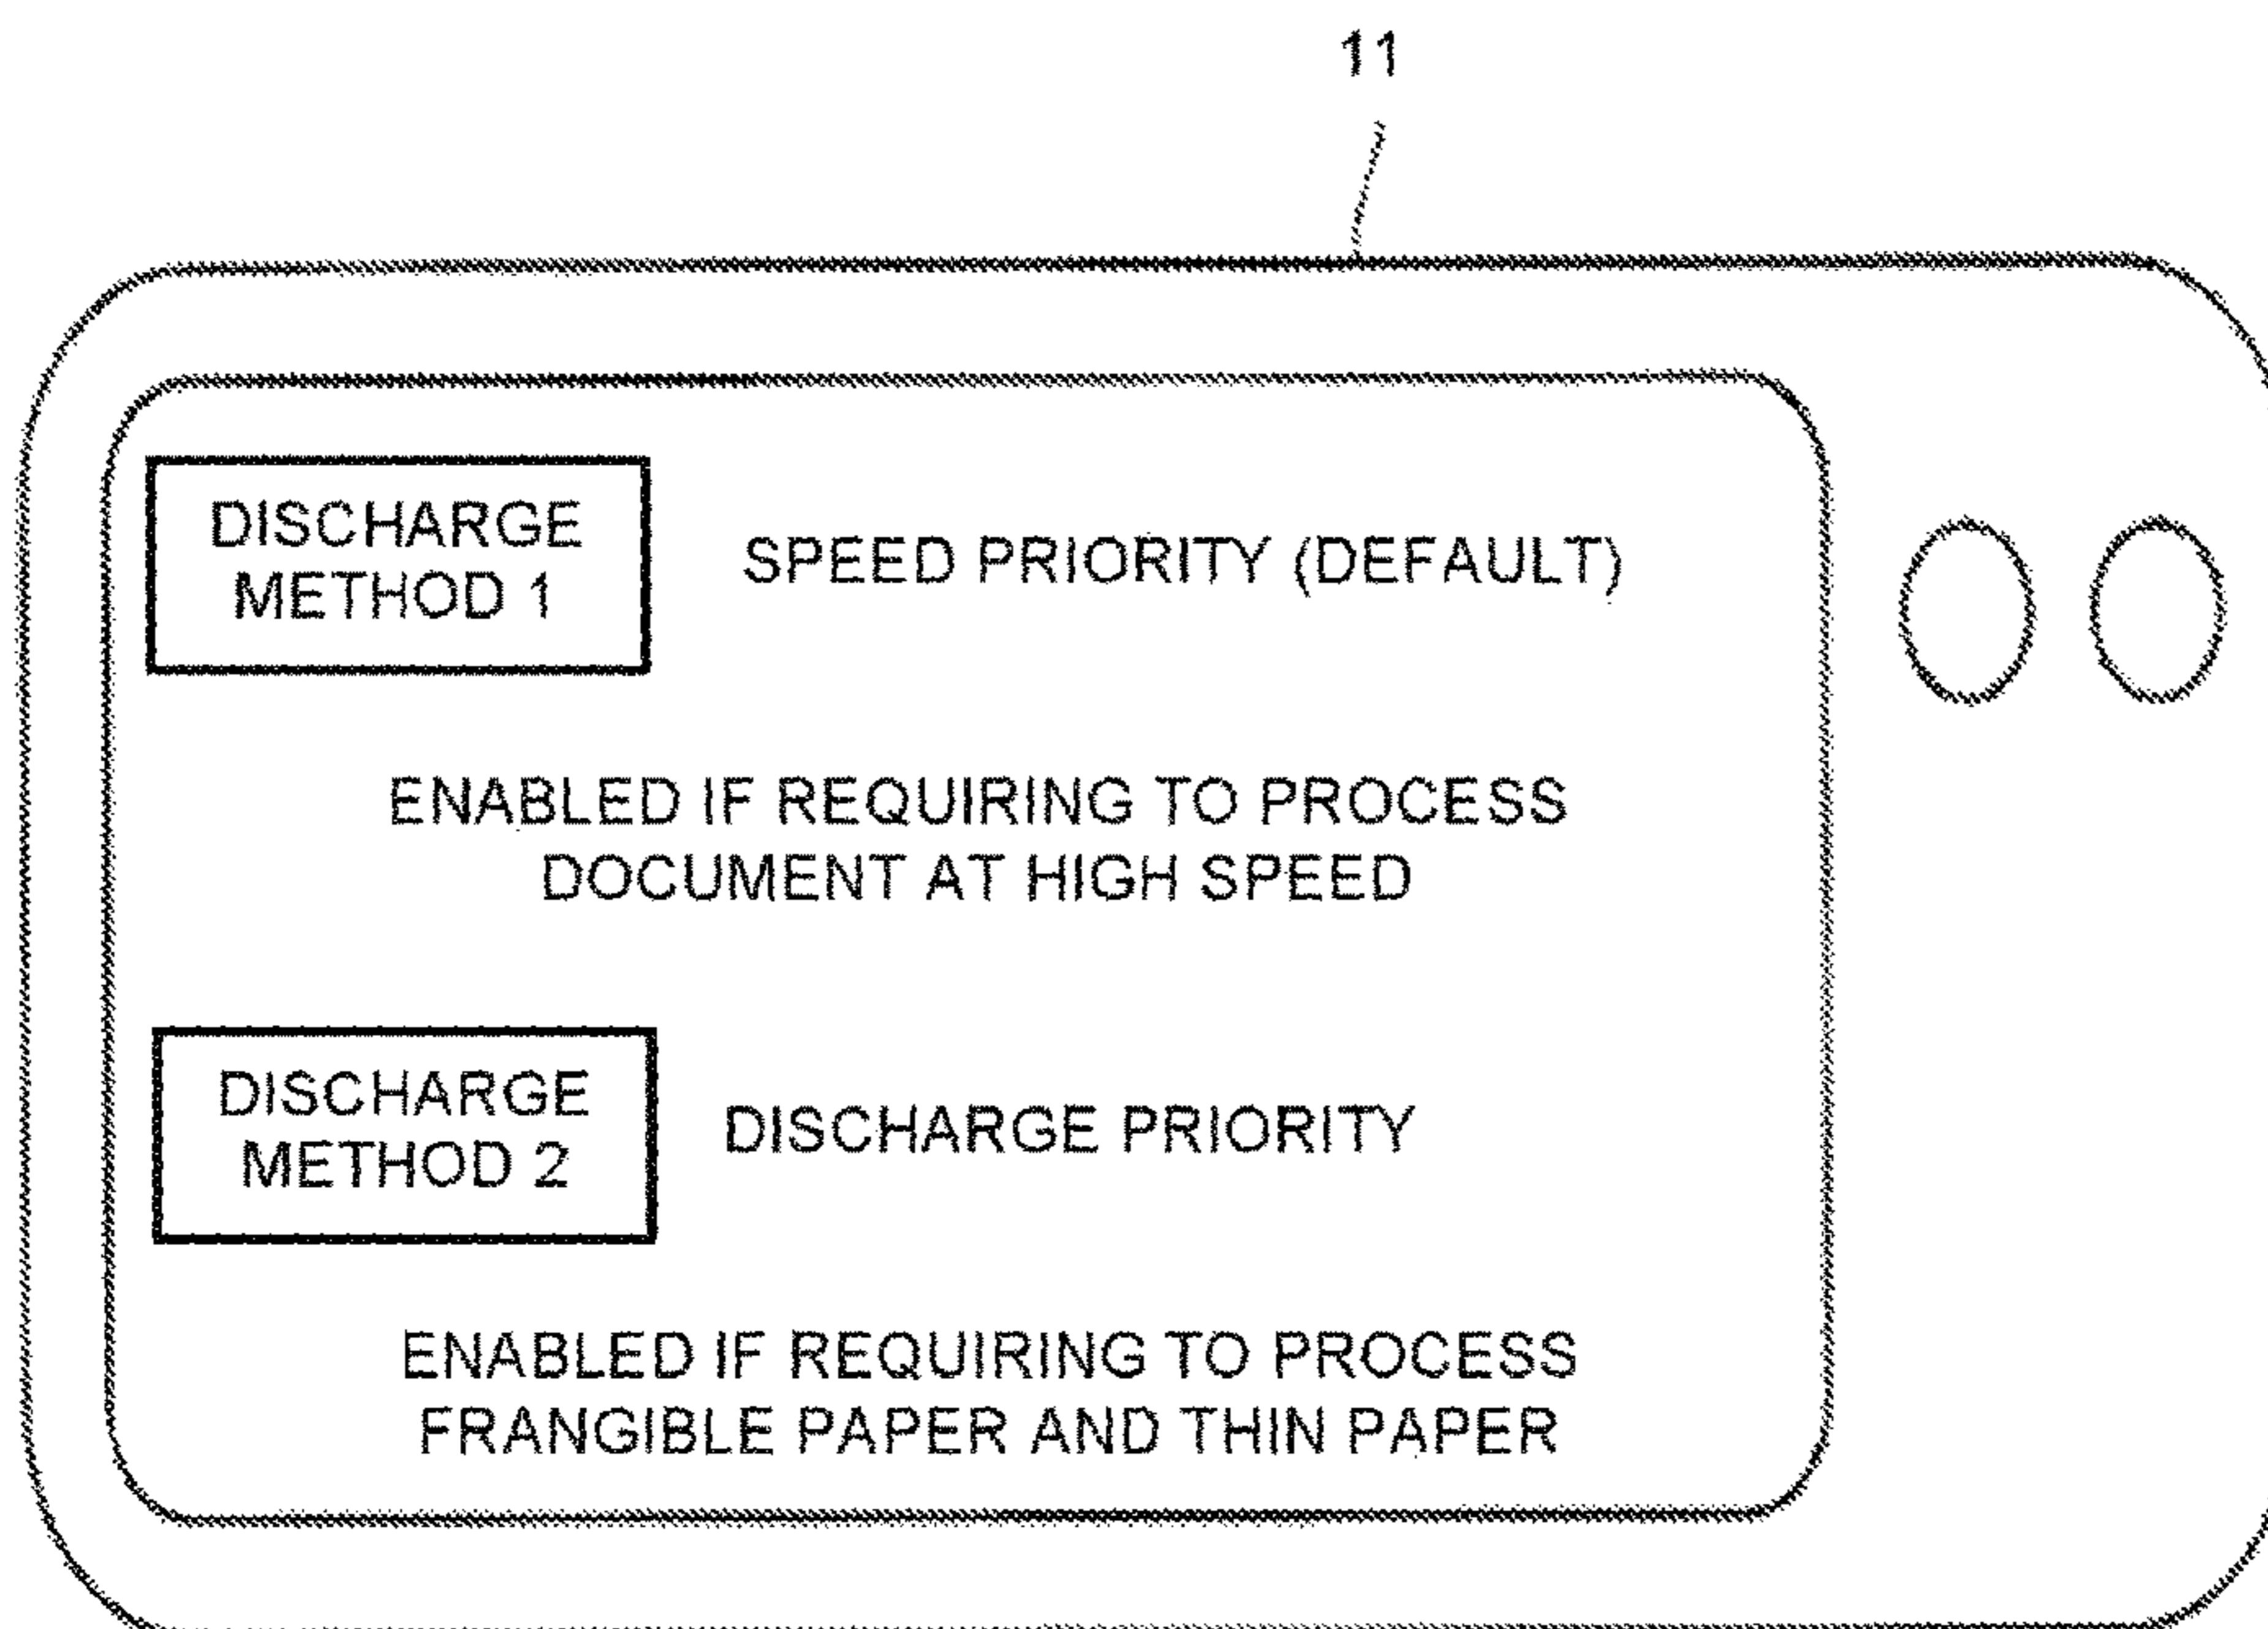 11
DISCHARGE
METHOD 1
SPEED PRIORITY (DEFAULT)
ENABLED IF REQUIRING TO PROCESS
DOCUMENT AT HIGH SPEED
DISCHARGE
METHOD 2
DISCHARGE PRIORITY
ENABLED IF REQUIRING TO PROCESS
FRANGIBLE PAPER AND THIN PAPER